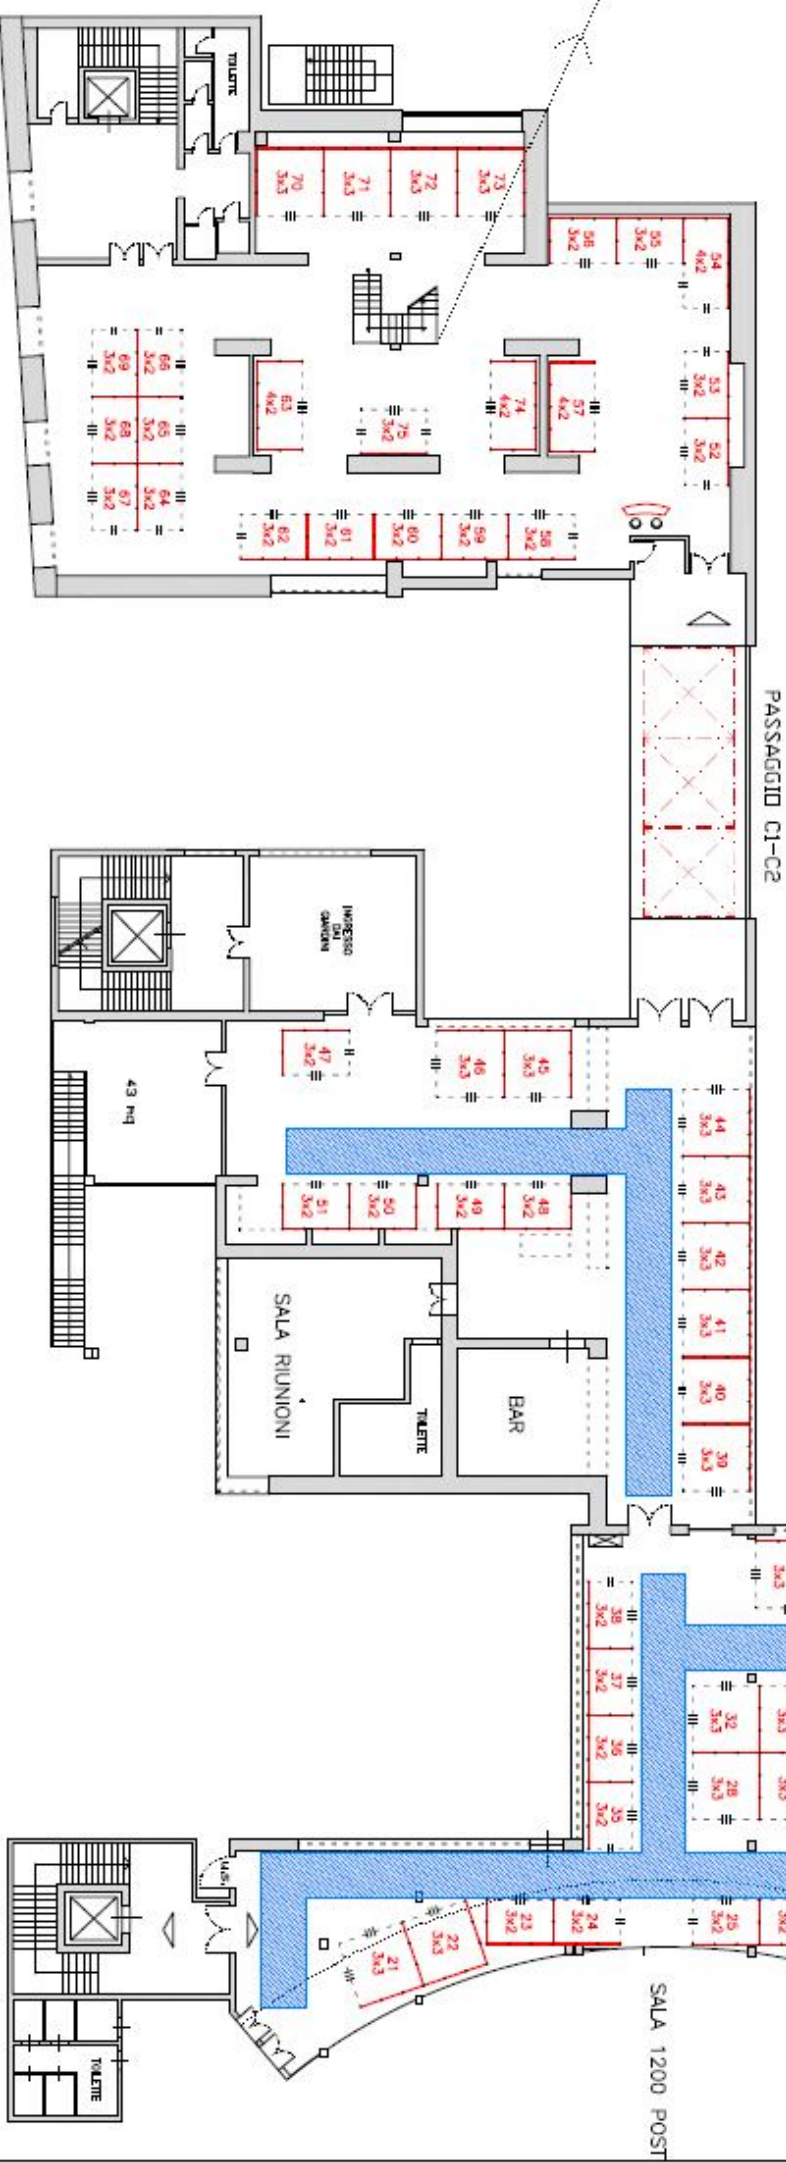 TOILETTE
70
3x3
71
3x3
72
3x3
73
3x3
56
3x2
55
3x2
54
4x2
53
3x2
52
3x2
69
3x2
66
3x2
68
3x2
65
3x2
67
3x2
64
3x2
63
4x2
75
3x2
74
4x2
57
4x2
62
3x2
61
3x2
60
3x2
59
3x2
58
3x2
PASSAGGIO C1-C2
INGRESSO
DAI
GIARDINI
43 mq
47
3x2
46
3x3
45
3x3
44
3x3
43
3x3
42
3x3
41
3x3
40
3x3
39
3x3
51
3x2
50
3x2
49
3x2
48
3x2
SALA RIUNIONI
TOILETTE
BAR
3x3
38
3x2
37
3x2
36
3x2
35
3x2
32
3x3
28
3x3
U.S.
21
3x3
22
3x3
23
3x2
24
3x2
25
3x2
SALA 1200 POST
TOILETTE